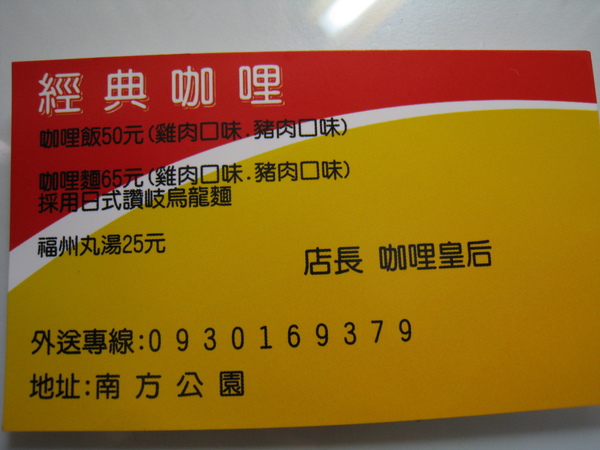 經典咖哩
咖哩飯50元(雞肉口味.豬肉口味)
咖哩麵65元(雞肉口味.豬肉口味)
採用日式讚岐烏龍麵
福州丸湯25元
店長 咖哩皇后
外送專線:0930169379
地址:南方公園